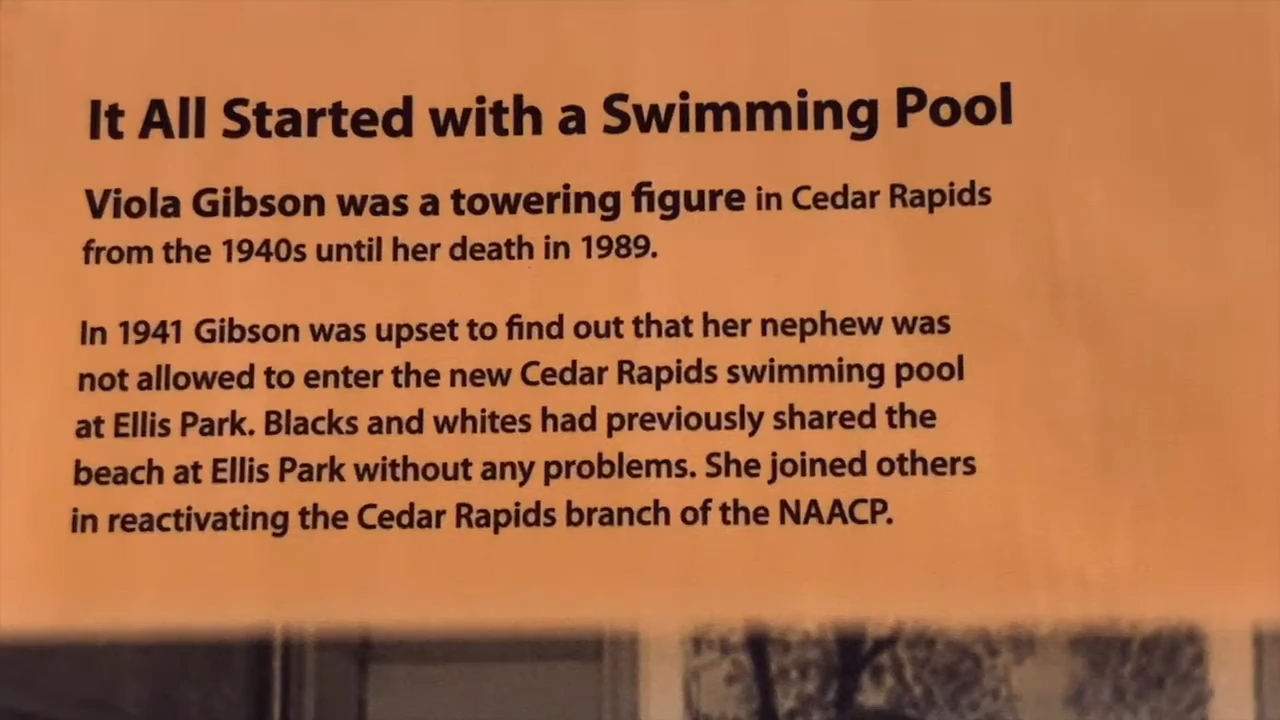 It All Started with a Swimming Pool
Viola Gibson was a towering figure in Cedar Rapids
from the 1940s until her death in 1989.
In 1941 Gibson was upset to find out that her nephew was
not allowed to enter the new Cedar Rapids swimming pool
at Ellis Park. Blacks and whites had previously shared the
beach at Ellis Park without any problems. She joined others
in reactivating the Cedar Rapids branch of the NAACP.